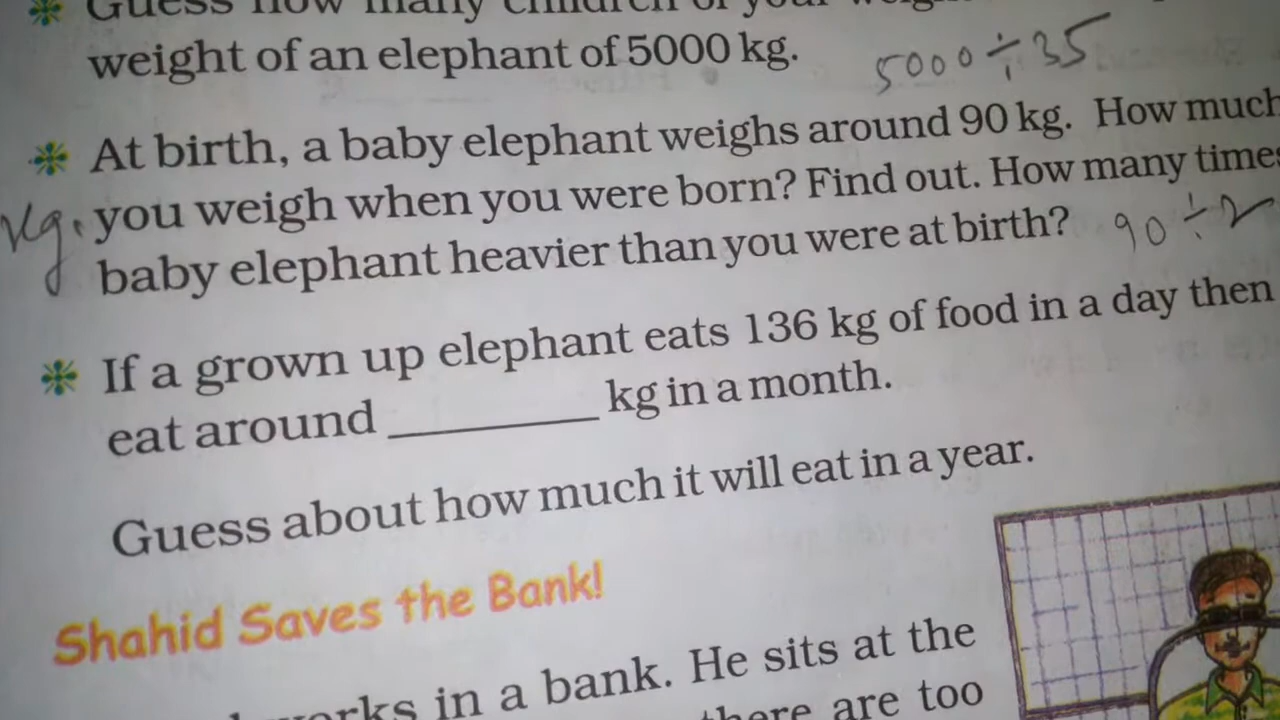 Guess how many children of your
weight of an elephant of 5000 kg. 5000÷35
At birth, a baby elephant weighs around 90 kg. How much
kg. you weigh when you were born? Find out. How many times
baby elephant heavier than you were at birth? 90÷2
If a grown up elephant eats 136 kg of food in a day then
eat around ________ kg in a month.
Guess about how much it will eat in a year.
Shahid Saves the Bank!
in a bank. He sits at the
are too